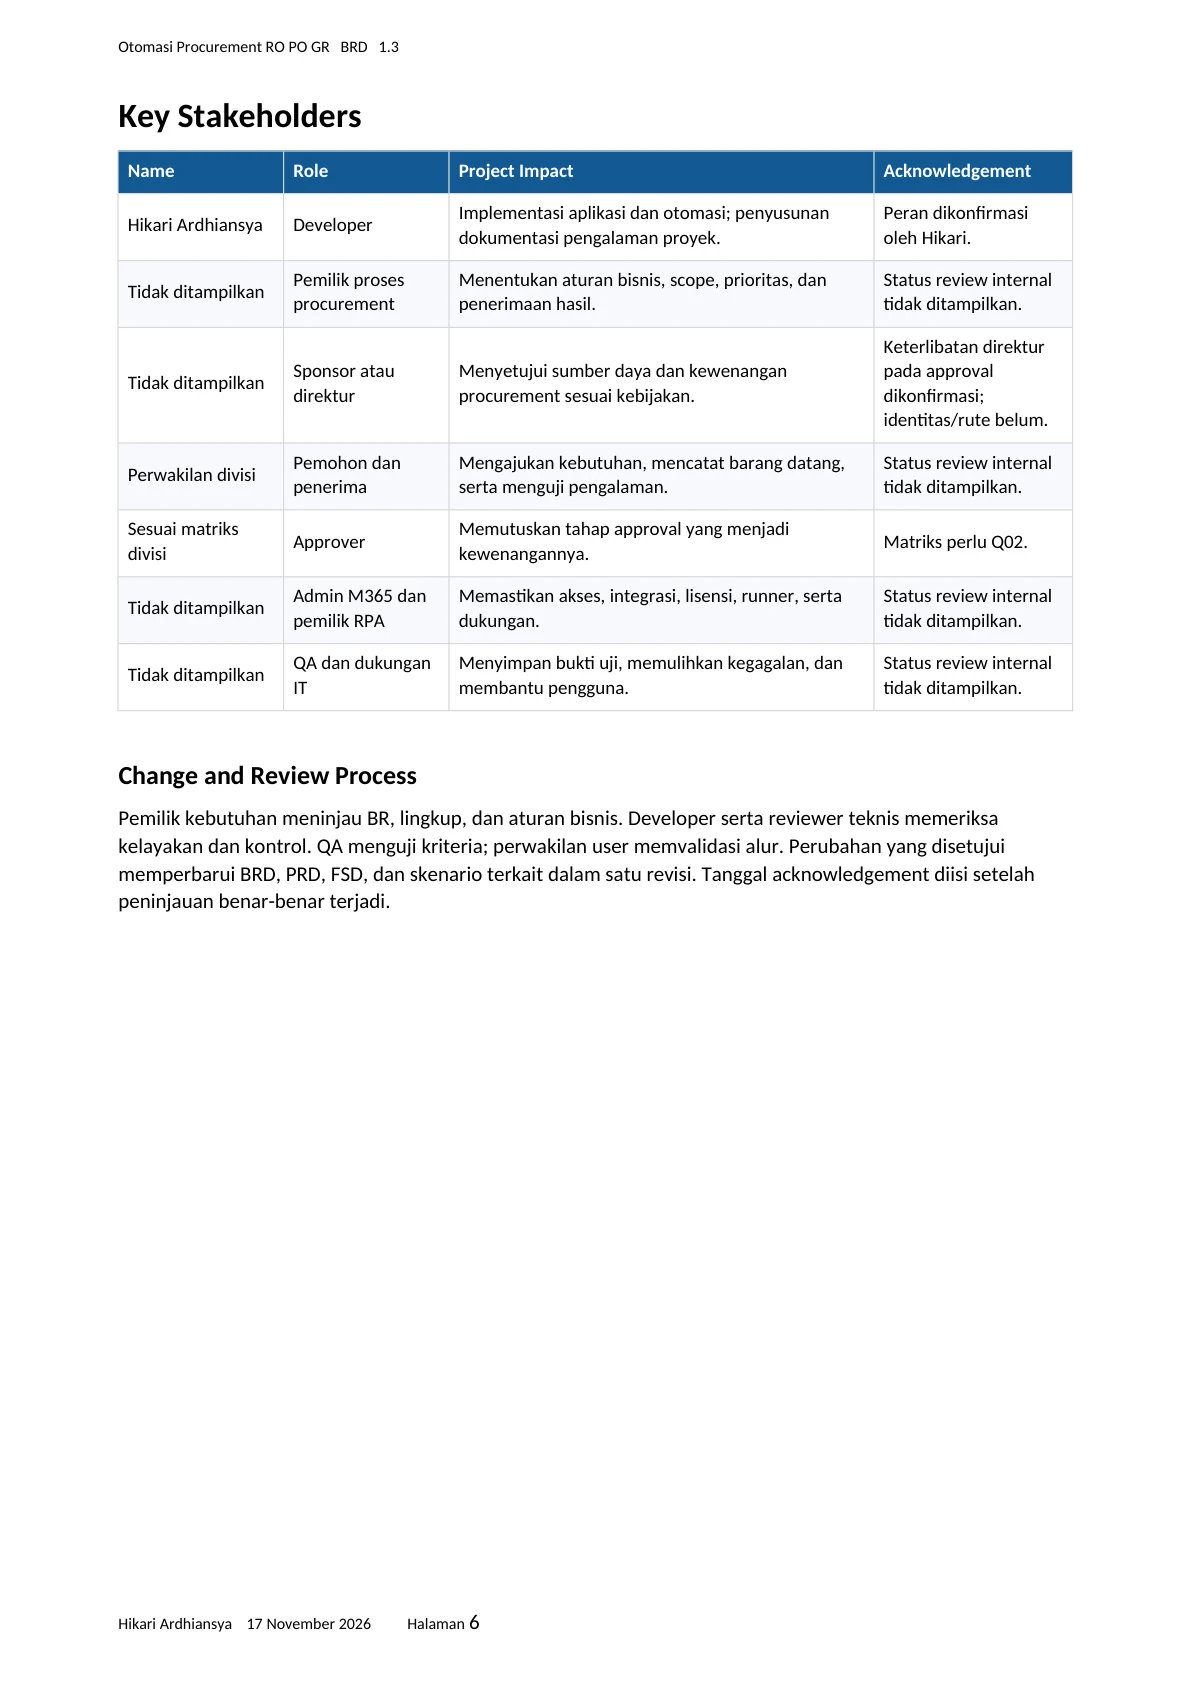 Otomasi Procurement RO PO GR BRD 1.3
Key Stakeholders
Name Role Project Impact Acknowledgement
Hikari Ardhiansya Developer Implementasi aplikasi dan otomasi; penyusunan dokumentasi pengalaman proyek. Peran dikonfirmasi oleh Hikari.
Tidak ditampilkan Pemilik proses procurement Menentukan aturan bisnis, scope, prioritas, dan penerimaan hasil. Status review internal tidak ditampilkan.
Tidak ditampilkan Sponsor atau direktur Menyetujui sumber daya dan kewenangan procurement sesuai kebijakan. Keterlibatan direktur pada approval dikonfirmasi; identitas/rute belum.
Perwakilan divisi Pemohon dan penerima Mengajukan kebutuhan, mencatat barang datang, serta menguji pengalaman. Status review internal tidak ditampilkan.
Sesuai matriks divisi Approver Memutuskan tahap approval yang menjadi kewenangannya. Matriks perlu Q02.
Tidak ditampilkan Admin M365 dan pemilik RPA Memastikan akses, integrasi, lisensi, runner, serta dukungan. Status review internal tidak ditampilkan.
Tidak ditampilkan QA dan dukungan IT Menyimpan bukti uji, memulihkan kegagalan, dan membantu pengguna. Status review internal tidak ditampilkan.
Change and Review Process
Pemilik kebutuhan meninjau BR, lingkup, dan aturan bisnis. Developer serta reviewer teknis memeriksa
kelayakan dan kontrol. QA menguji kriteria; perwakilan user memvalidasi alur. Perubahan yang disetujui
memperbarui BRD, PRD, FSD, dan skenario terkait dalam satu revisi. Tanggal acknowledgement diisi setelah
peninjauan benar-benar terjadi.
Hikari Ardhiansya 17 November 2026 Halaman 6